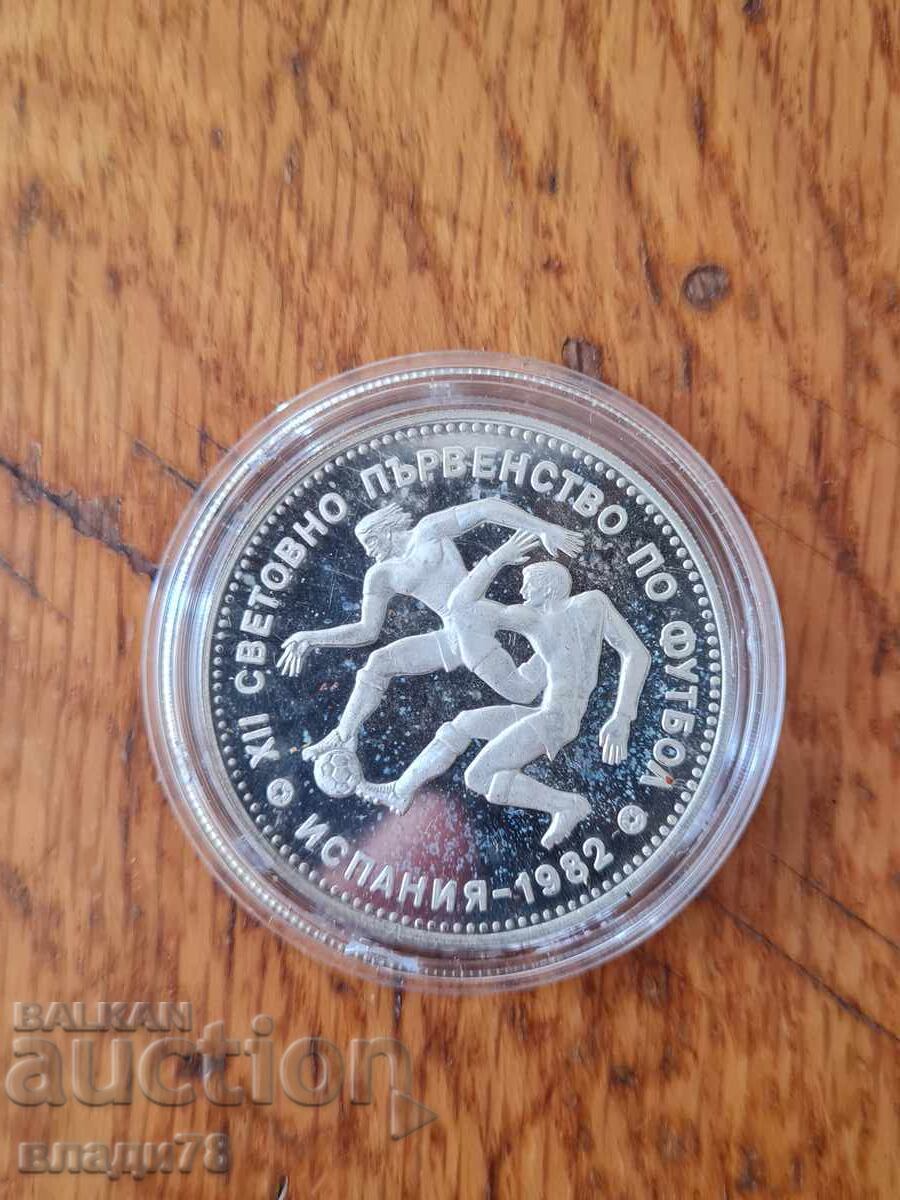 XII СВЕТОВНО ПЪРВЕНСТВО ПО ФУТБОЛ
ИСПАНИЯ-1982
BALKAN
auction
влади78